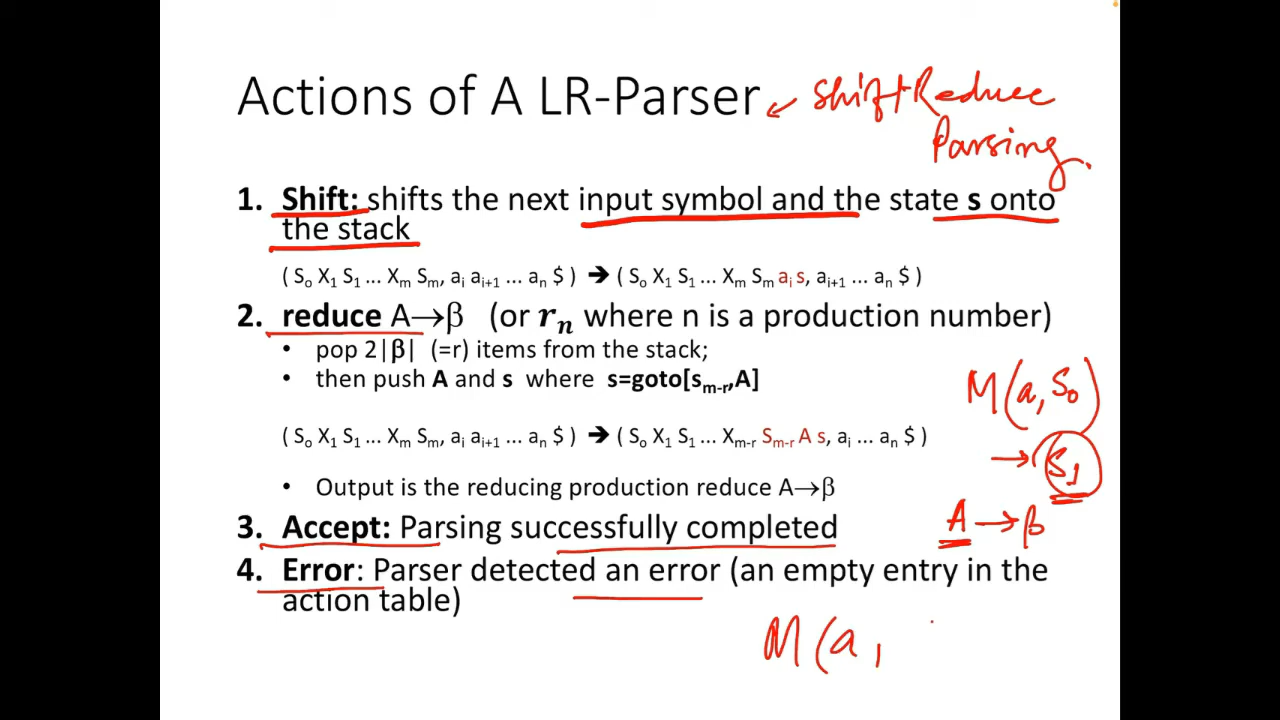 Actions of A LR-Parser
Shift Reduce
Parsing.
1. Shift: shifts the next input symbol and the state s onto
the stack
( So X1 S1 ... Xm Sm, ai ai+1 ... an $ ) ➔ ( So X1 S1 ... Xm Sm ai s, ai+1 ... an $ )
2. reduce A→β (or rn where n is a production number)
• pop 2|β| (=r) items from the stack;
• then push A and s where s=goto[sm-r,A]
M(a, S0)
( So X1 S1 ... Xm Sm, ai ai+1 ... an $ ) ➔ ( So X1 S1 ... Xm-r Sm-r A s, ai ... an $ )
→ S1
• Output is the reducing production reduce A→β
3. Accept: Parsing successfully completed
A → β
4. Error: Parser detected an error (an empty entry in the
action table)
M(a,